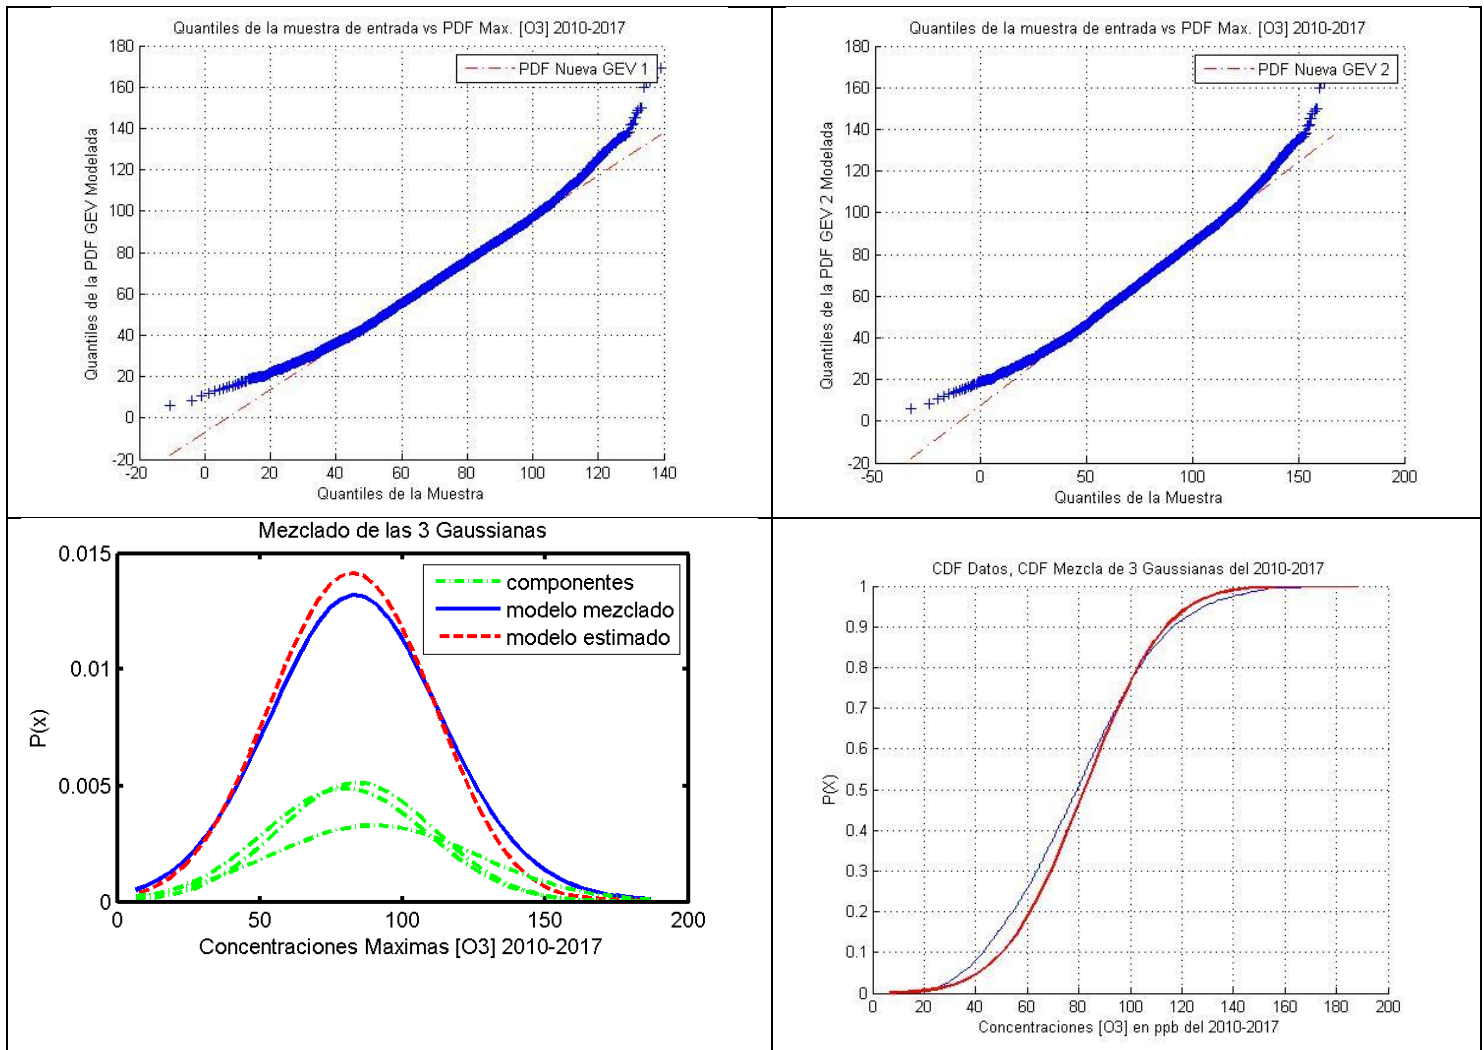 Quantiles de la muestra de entrada vs PDF Max. [O3] 2010-2017
180
160
140
120
100
80
60
40
20
0
-20
Quantiles de la PDF GEV Modelada
PDF Nueva GEV 1
-20 0 20 40 60 80 100 120 140
Quantiles de la Muestra
Quantiles de la muestra de entrada vs PDF Max. [O3] 2010-2017
180
160
140
120
100
80
60
40
20
0
-20
Quantiles de la PDF GEV 2 Modelada
PDF Nueva GEV 2
-50 0 50 100 150 200
Quantiles de la Muestra
Mezclado de las 3 Gaussianas
0.015
0.01
0.005
0
P(x)
componentes
modelo mezclado
modelo estimado
0 50 100 150 200
Concentraciones Maximas [O3] 2010-2017
CDF Datos, CDF Mezcla de 3 Gaussianas del 2010-2017
1
0.9
0.8
0.7
0.6
0.5
0.4
0.3
0.2
0.1
0
P(X)
0 20 40 60 80 100 120 140 160 180 200
Concentraciones [O3] en ppb del 2010-2017